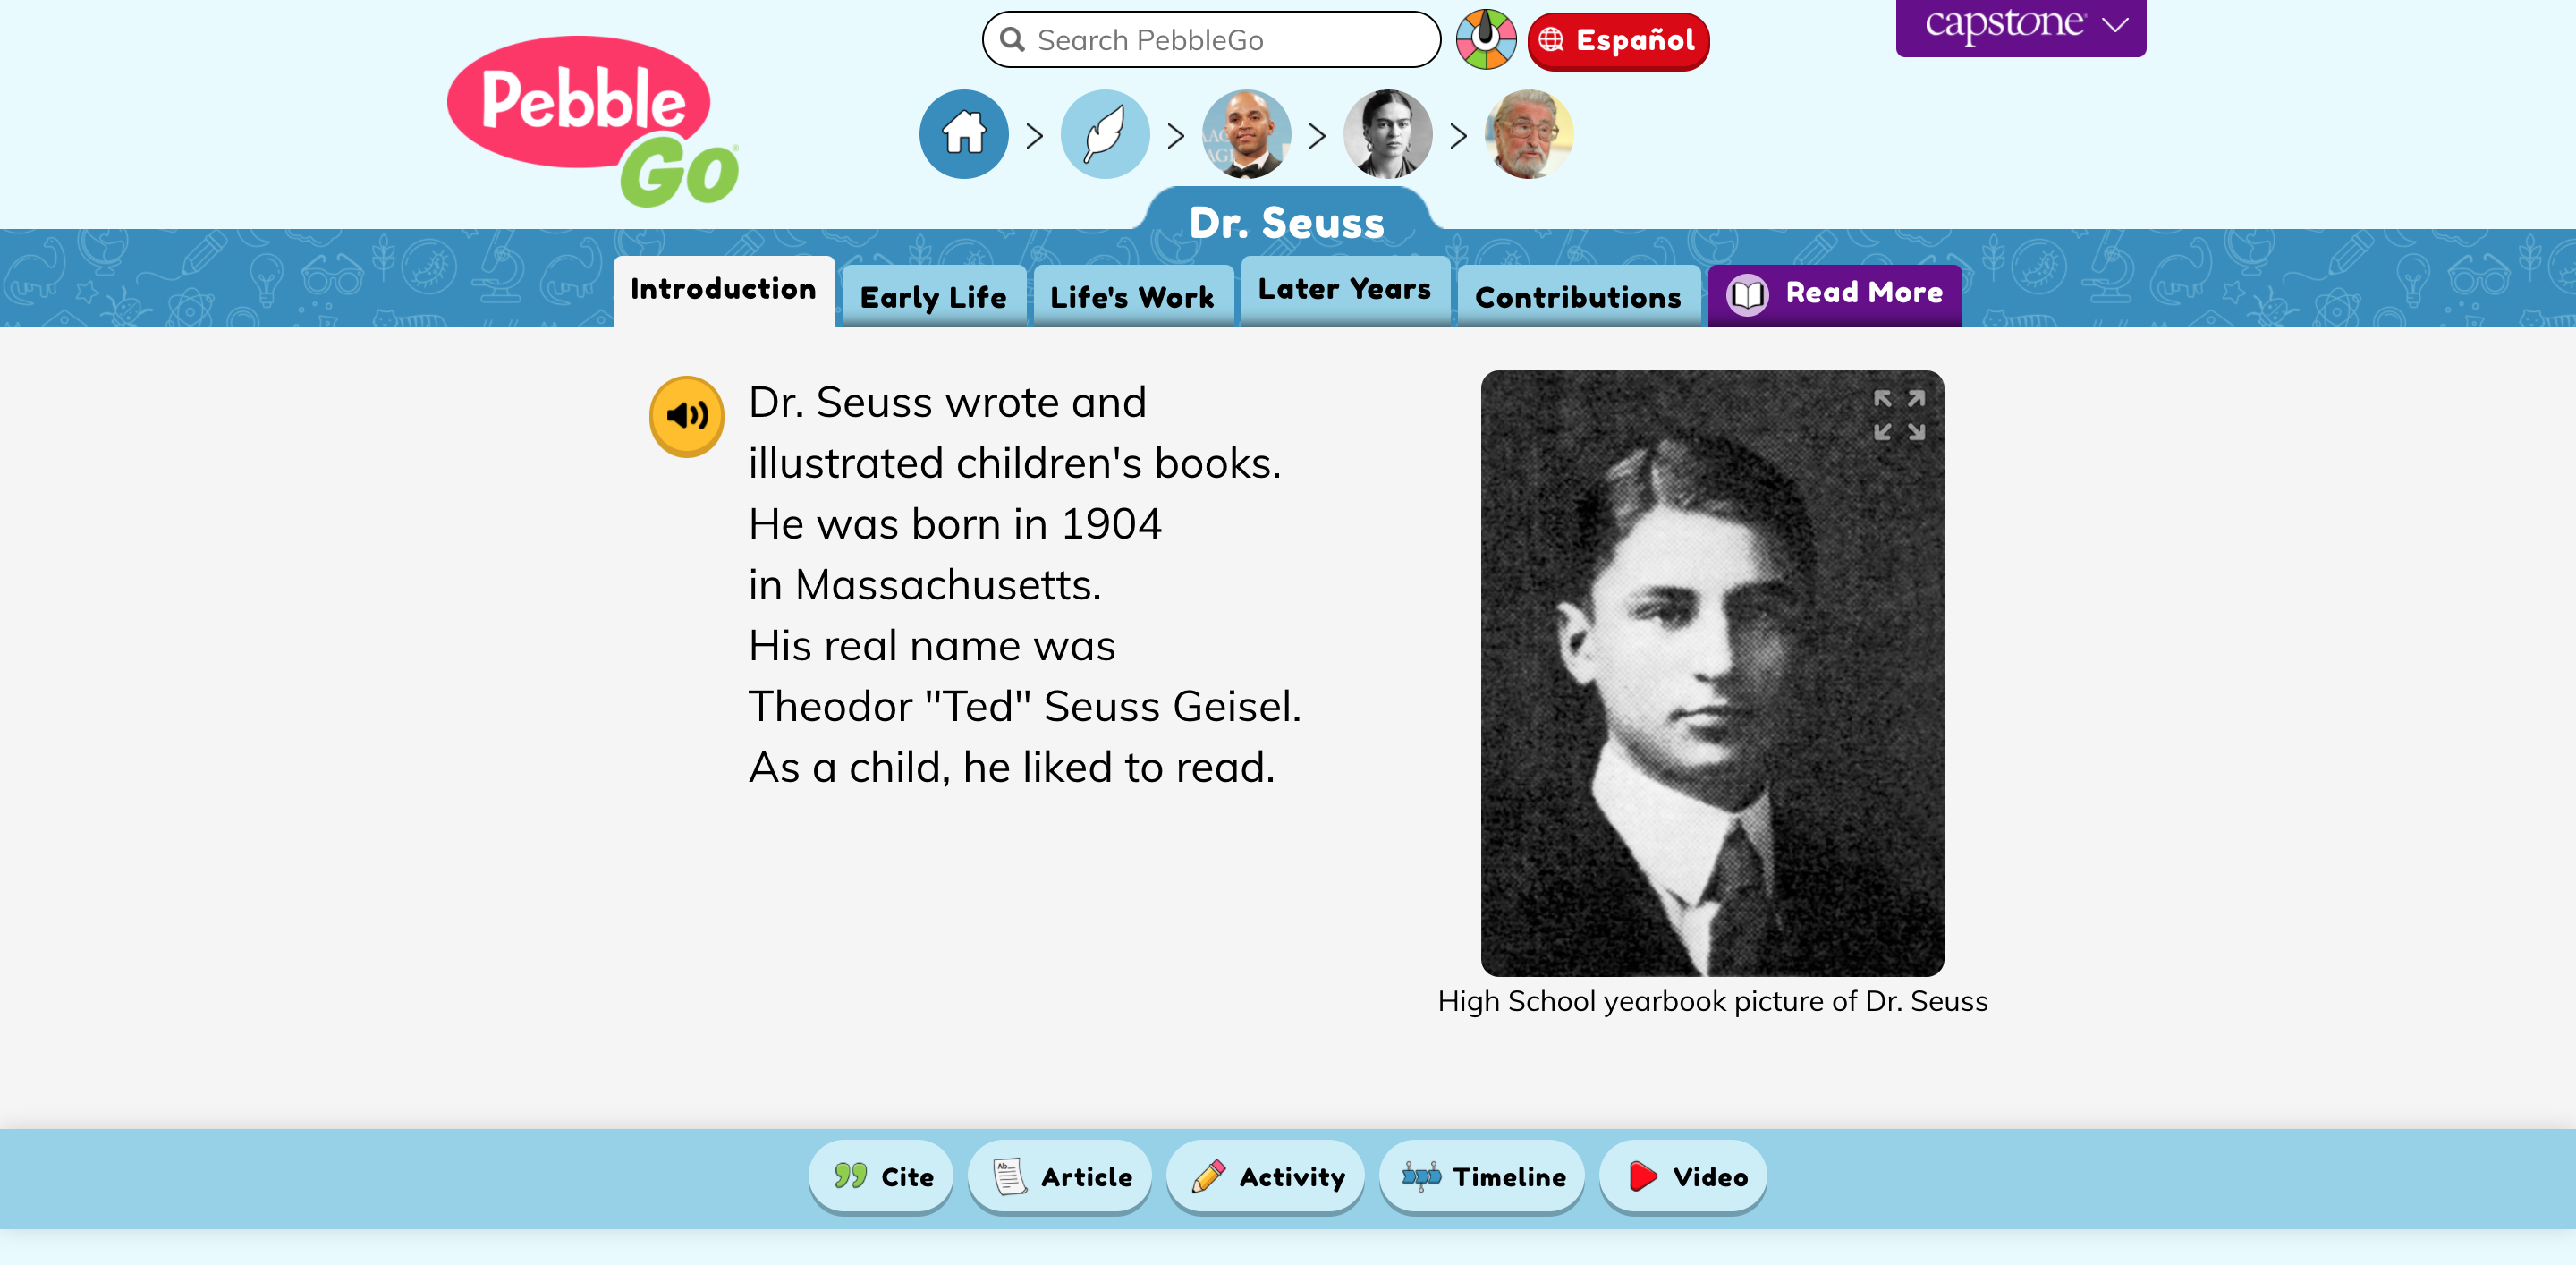 Search PebbleGo
Español
capstone
Pebble
Go
Dr. Seuss
Introduction
Early Life
Life's Work
Later Years
Contributions
Read More
Dr. Seuss wrote and
illustrated children's books.
He was born in 1904
in Massachusetts.
His real name was
Theodor "Ted" Seuss Geisel.
As a child, he liked to read.
High School yearbook picture of Dr. Seuss
Cite
Article
Activity
Timeline
Video